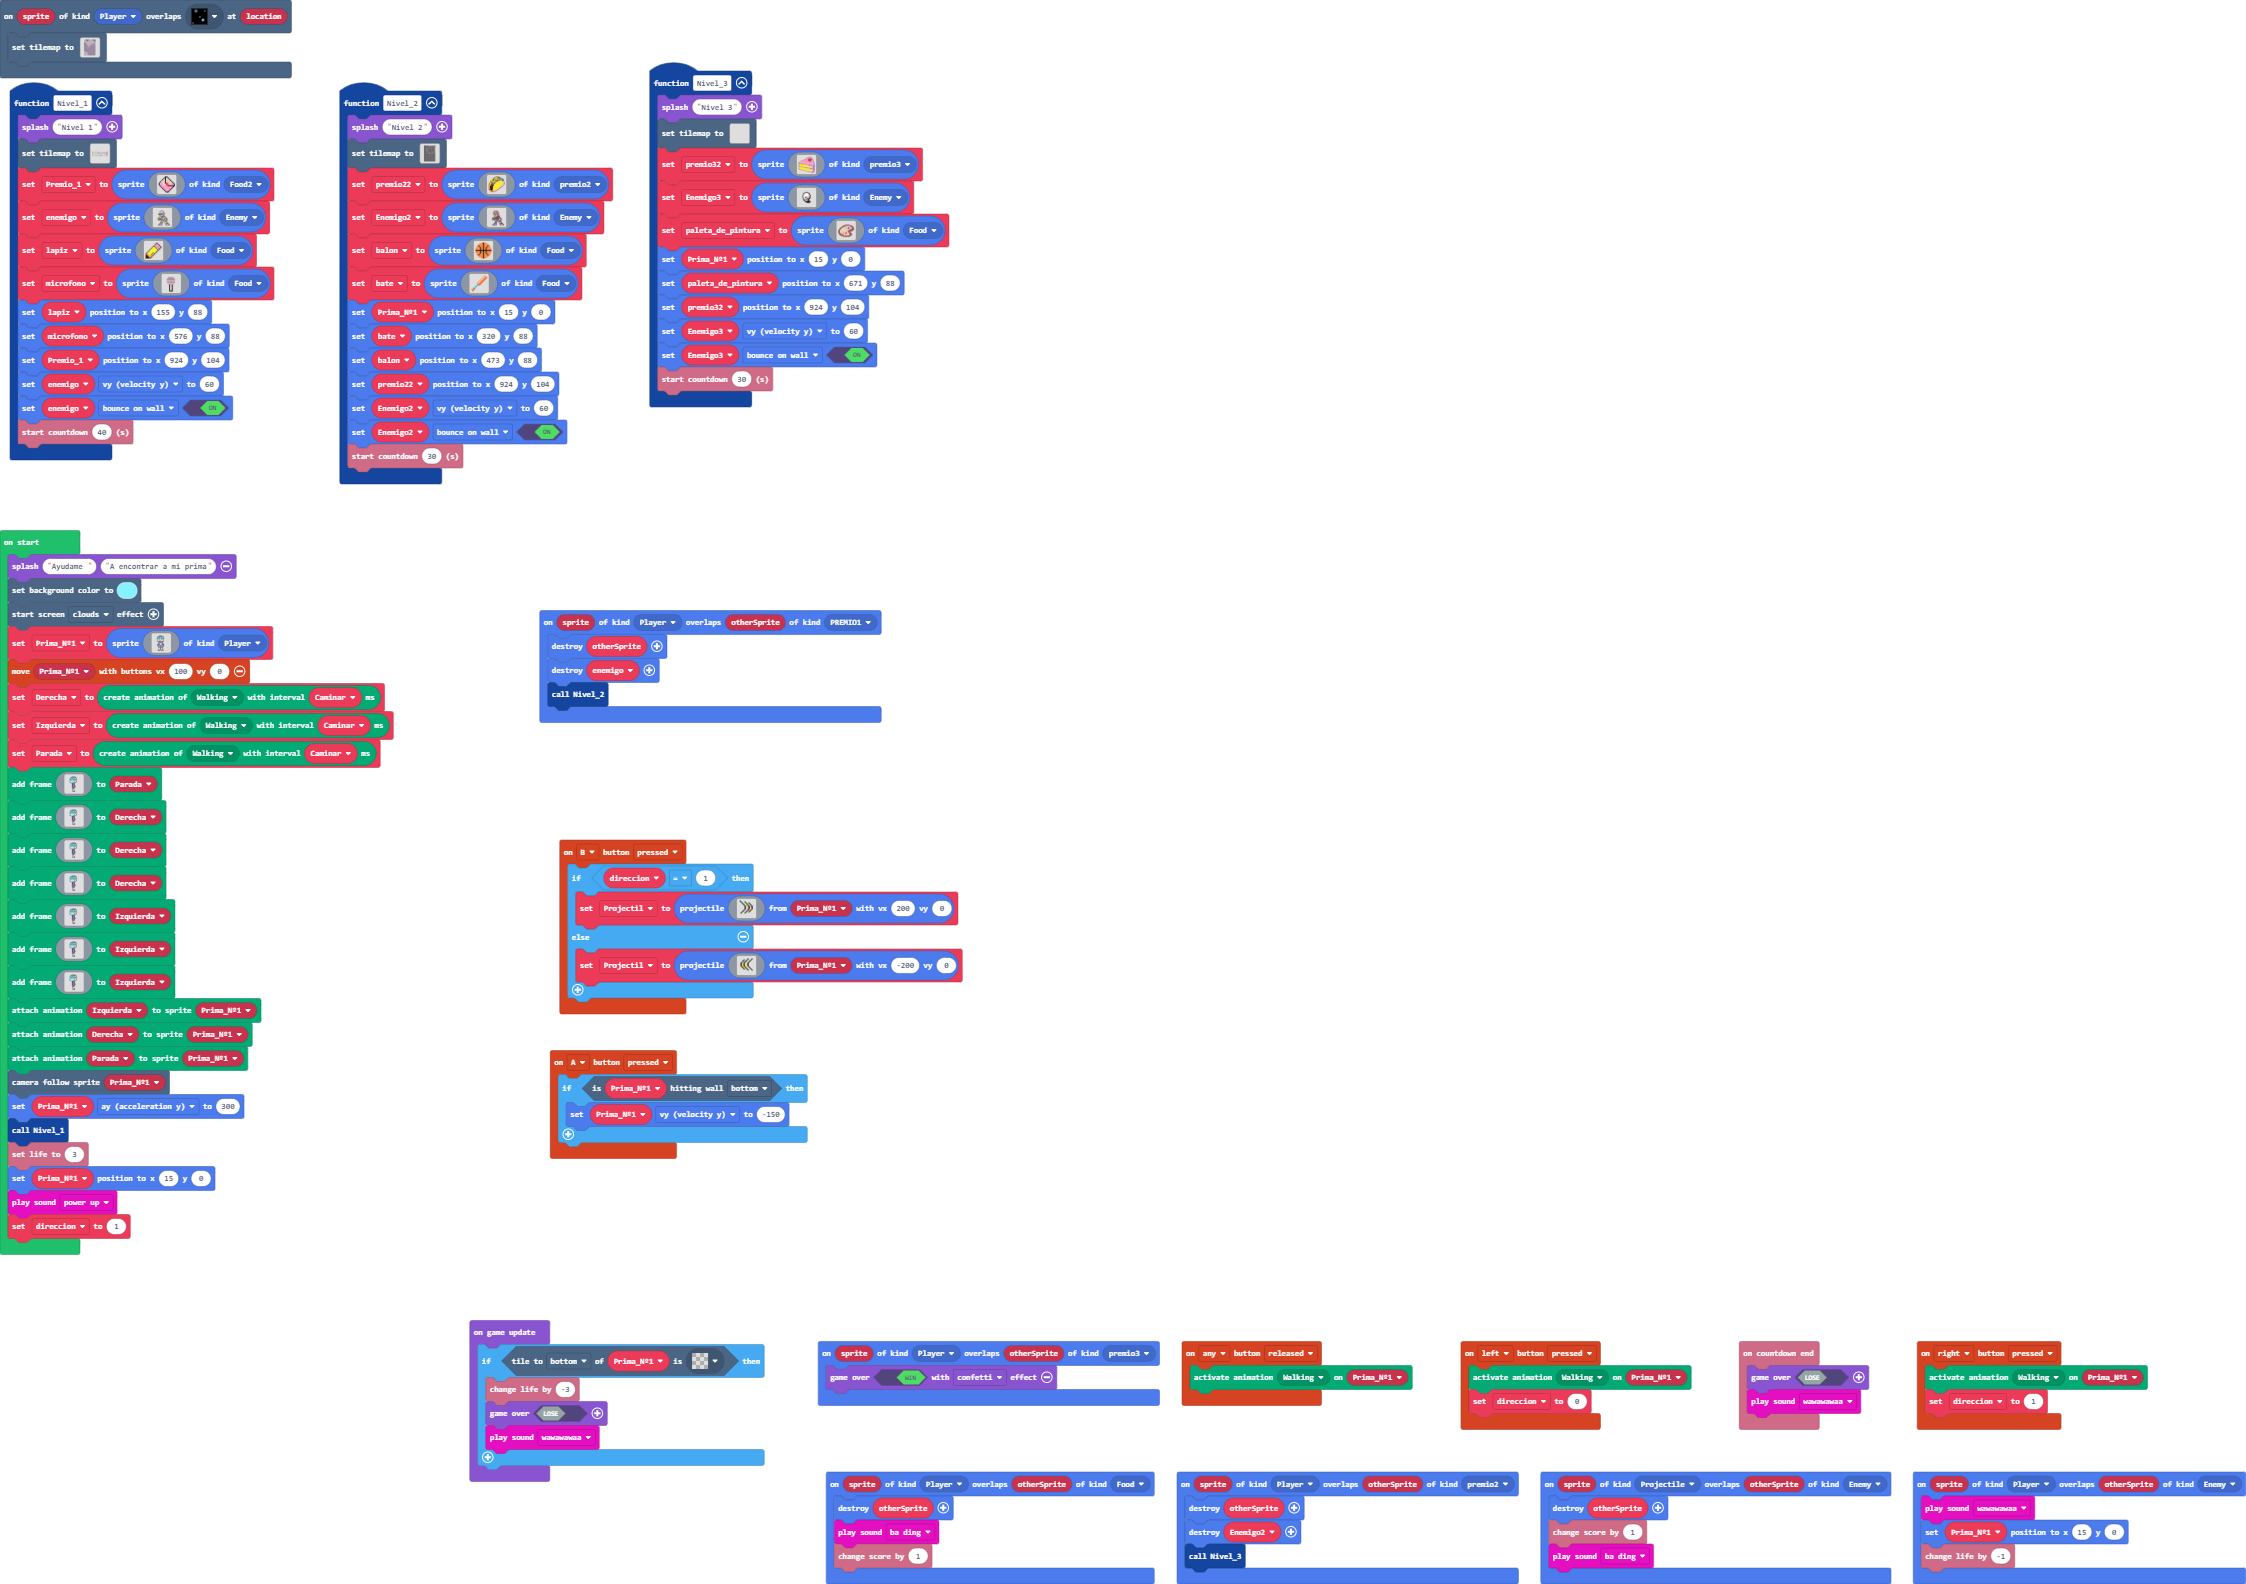 on sprite of kind Player overlaps at location
set tilemap to
function Nivel_1
splash "Nivel 1"
set tilemap to
set Premio_1 to sprite of kind Food2
set enemigo to sprite of kind Enemy
set lapiz to sprite of kind Food
set microfono to sprite of kind Food
set lapiz position to x 155 y 88
set microfono position to x 576 y 88
set Premio_1 position to x 924 y 104
set enemigo vy (velocity y) to 60
set enemigo bounce on wall ON
start countdown 40 (s)
function Nivel_2
splash "Nivel 2"
set tilemap to
set premio22 to sprite of kind premio2
set Enemigo2 to sprite of kind Enemy
set balon to sprite of kind Food
set bate to sprite of kind Food
set Prima_Nº1 position to x 15 y 0
set bate position to x 320 y 88
set balon position to x 473 y 88
set premio22 position to x 924 y 104
set Enemigo2 vy (velocity y) to 60
set Enemigo2 bounce on wall ON
start countdown 30 (s)
function Nivel_3
splash "Nivel 3"
set tilemap to
set premio32 to sprite of kind premio3
set Enemigo3 to sprite of kind Enemy
set paleta_de_pintura to sprite of kind Food
set Prima_Nº1 position to x 15 y 0
set paleta_de_pintura position to x 671 y 88
set premio32 position to x 924 y 104
set Enemigo3 vy (velocity y) to 60
set Enemigo3 bounce on wall ON
start countdown 30 (s)
on start
splash "Ayudame " "A encontrar a mi prima"
set background color to
start screen clouds effect
set Prima_Nº1 to sprite of kind Player
move Prima_Nº1 with buttons vx 100 vy 0
set Derecha to create animation of Walking with interval Caminar ms
set Izquierda to create animation of Walking with interval Caminar ms
set Parada to create animation of Walking with interval Caminar ms
add frame to Parada
add frame to Derecha
add frame to Derecha
add frame to Derecha
add frame to Izquierda
add frame to Izquierda
add frame to Izquierda
attach animation Izquierda to sprite Prima_Nº1
attach animation Derecha to sprite Prima_Nº1
attach animation Parada to sprite Prima_Nº1
camera follow sprite Prima_Nº1
set Prima_Nº1 ay (acceleration y) to 300
call Nivel_1
set life to 3
set Prima_Nº1 position to x 15 y 0
play sound power up
set direccion to 1
on sprite of kind Player overlaps otherSprite of kind PREMIO1
destroy otherSprite
destroy enemigo
call Nivel_2
on B button pressed
if direccion = 1 then
set Projectil to projectile from Prima_Nº1 with vx 200 vy 0
else
set Projectil to projectile from Prima_Nº1 with vx -200 vy 0
on A button pressed
if is Prima_Nº1 hitting wall bottom then
set Prima_Nº1 vy (velocity y) to -150
on game update
if tile to bottom of Prima_Nº1 is then
change life by -3
game over LOSE
play sound wawawawaa
on sprite of kind Player overlaps otherSprite of kind premio3
game over WIN with confetti effect
on any button released
activate animation Walking on Prima_Nº1
on left button pressed
activate animation Walking on Prima_Nº1
set direccion to 0
on countdown end
game over LOSE
play sound wawawawaa
on right button pressed
activate animation Walking on Prima_Nº1
set direccion to 1
on sprite of kind Player overlaps otherSprite of kind Food
destroy otherSprite
play sound ba ding
change score by 1
on sprite of kind Player overlaps otherSprite of kind premio2
destroy otherSprite
destroy Enemigo2
call Nivel_3
on sprite of kind Projectile overlaps otherSprite of kind Enemy
destroy otherSprite
change score by 1
play sound ba ding
on sprite of kind Player overlaps otherSprite of kind Enemy
play sound wawawawaa
set Prima_Nº1 position to x 15 y 0
change life by -1